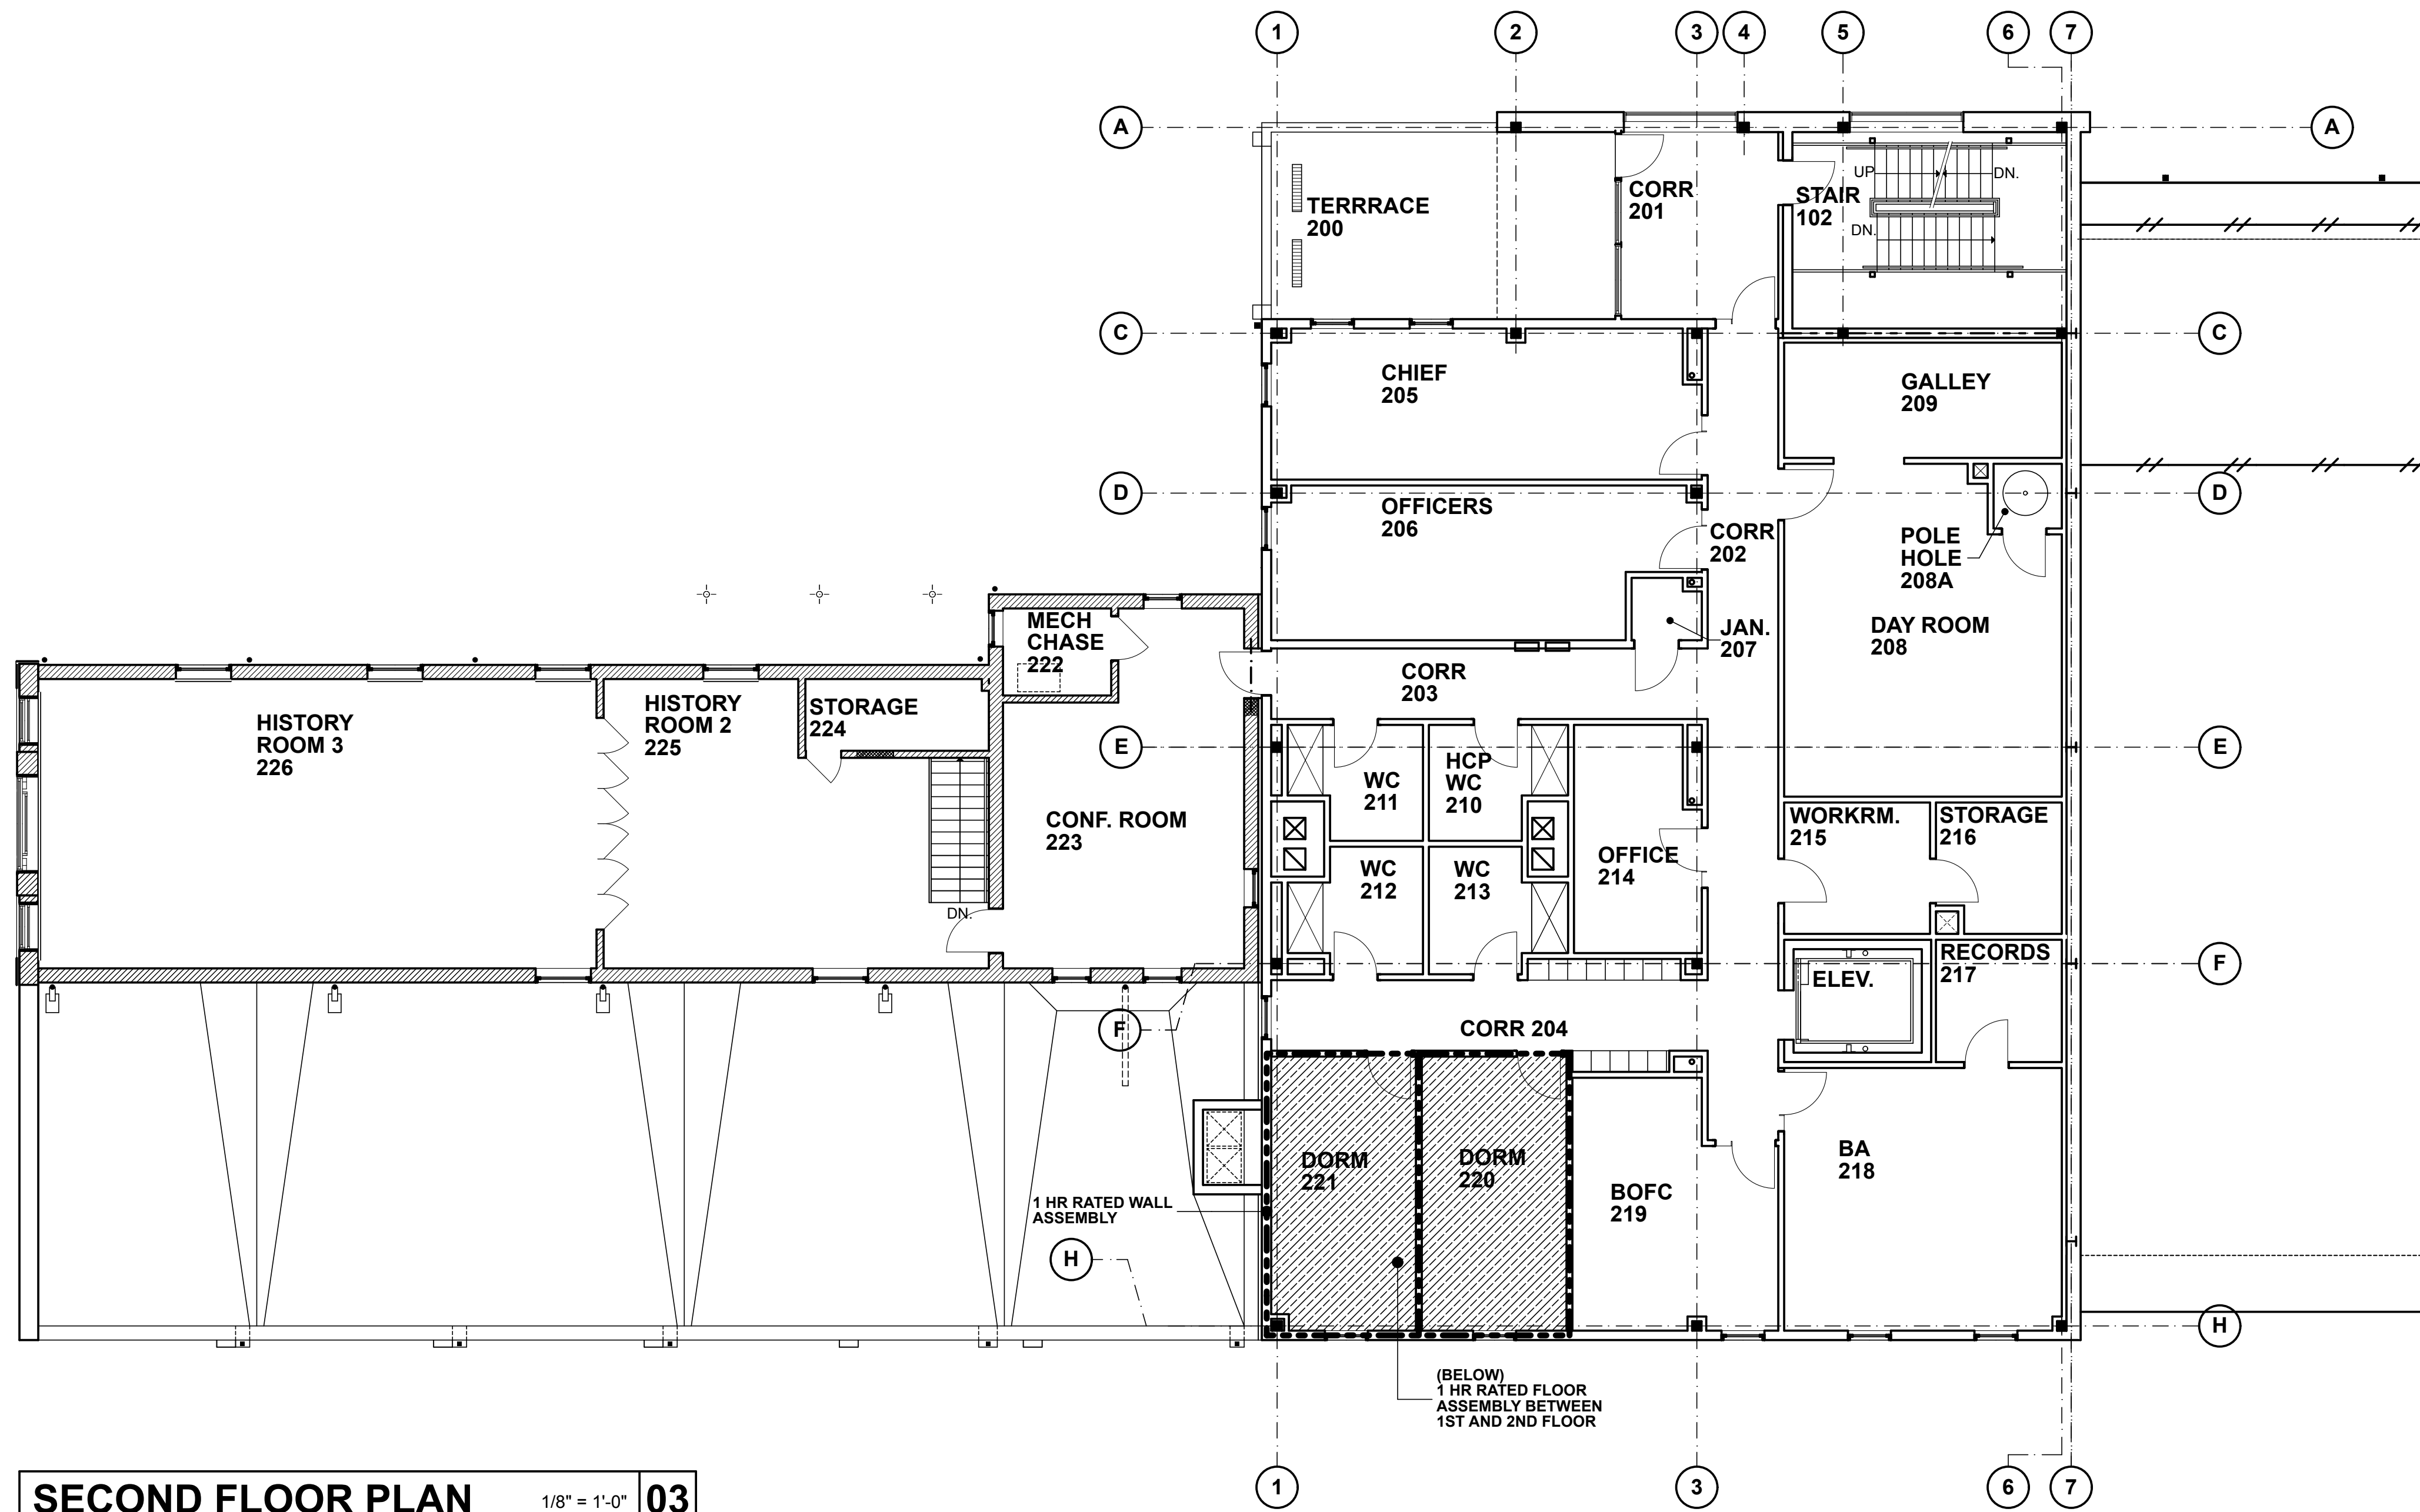 1
2
3
4
5
6
7
A
A
UP
DN.
TERRRACE
200
CORR
201
STAIR
102
DN.
C
C
CHIEF
205
GALLEY
209
D
D
OFFICERS
206
CORR
202
POLE
HOLE
208A
MECH
CHASE
222
JAN.
207
DAY ROOM
208
CORR
203
HISTORY
ROOM 3
226
HISTORY
ROOM 2
225
STORAGE
224
E
E
WC
211
HCP
WC
210
CONF. ROOM
223
WORKRM.
215
STORAGE
216
OFFICE
214
WC
212
WC
213
DN.
F
ELEV.
RECORDS
217
F
CORR 204
DORM
221
DORM
220
BA
218
BOFC
219
1 HR RATED WALL
ASSEMBLY
H
H
(BELOW)
1 HR RATED FLOOR
ASSEMBLY BETWEEN
1ST AND 2ND FLOOR
1
3
6
7
SECOND FLOOR PLAN
1/8" = 1'-0"
03